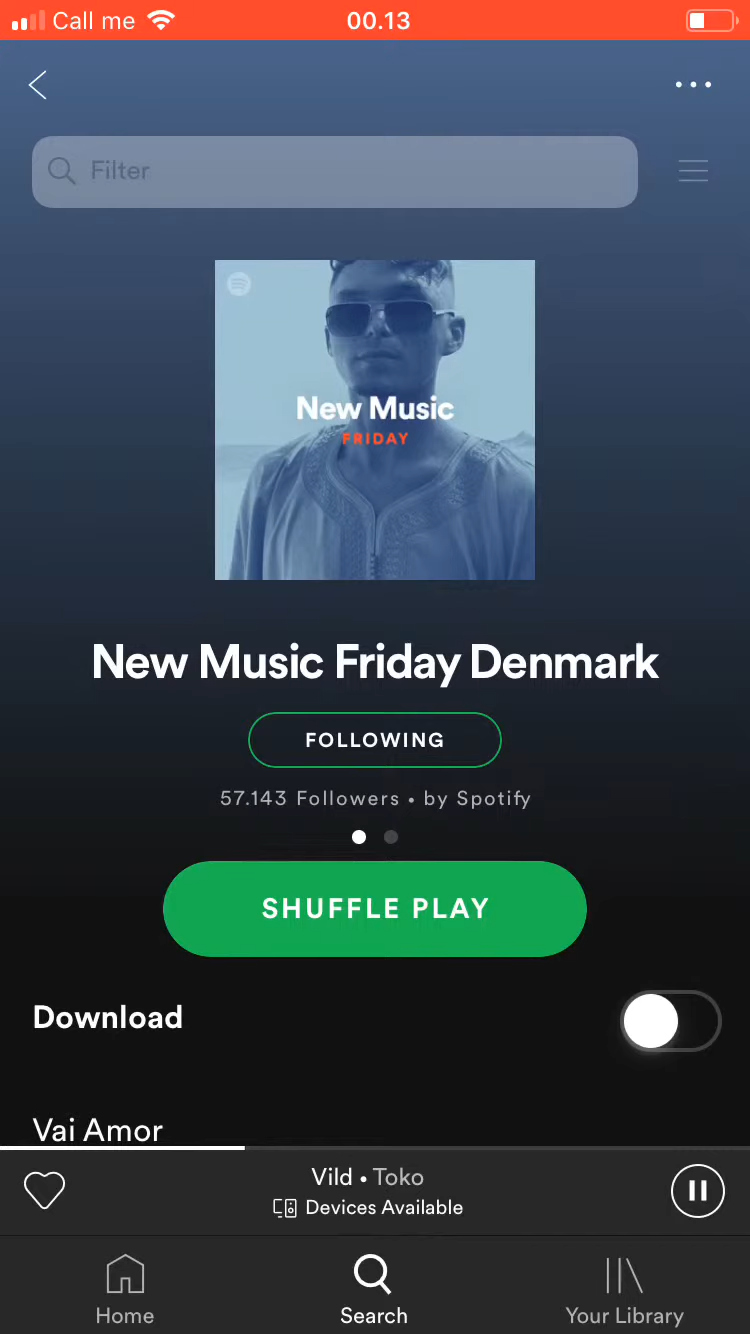 Call me 00.13
Filter
New Music
FRIDAY
New Music Friday Denmark
FOLLOWING
57.143 Followers • by Spotify
SHUFFLE PLAY
Download
Vai Amor
Vild • Toko
Devices Available
Home Search Your Library